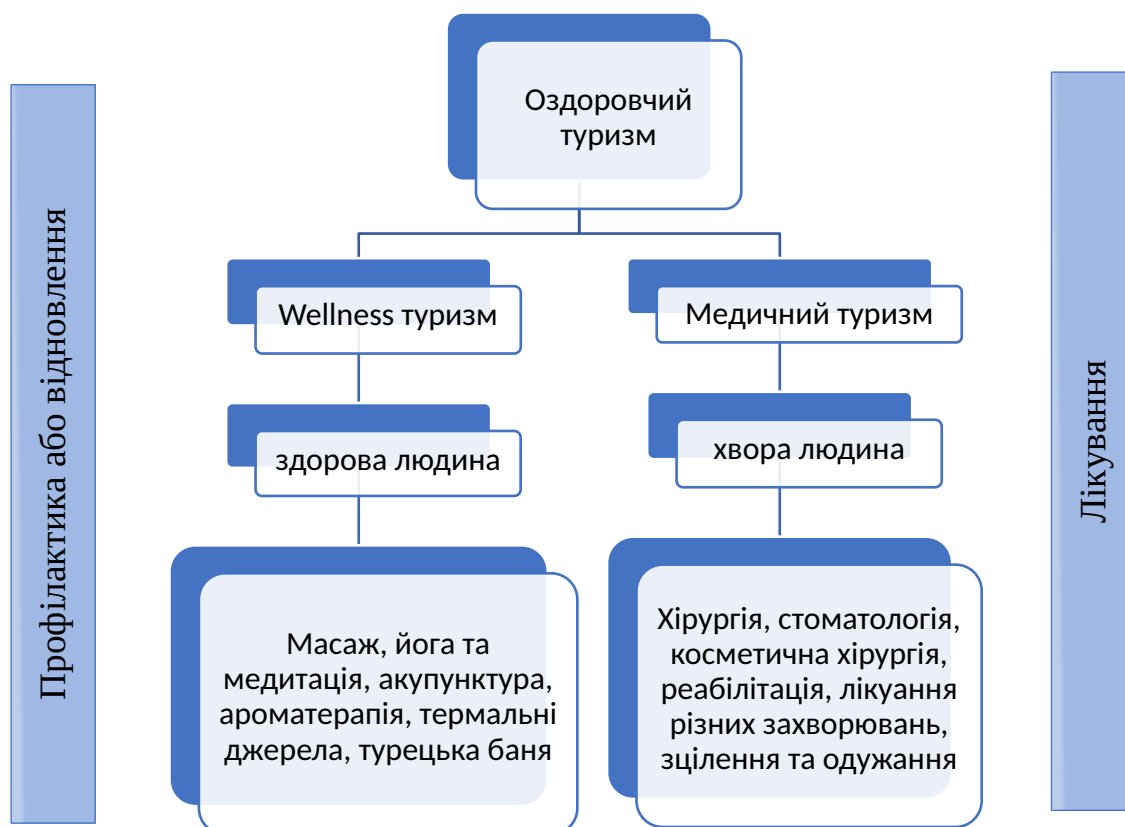 Оздоровчий
туризм
Профілактика або відновлення
Лікування
Wellness туризм
Медичний туризм
здорова людина
хвора людина
Масаж, йога та
медитація, акупунктура,
ароматерапія, термальні
джерела, турецька баня
Хірургія, стоматологія,
косметична хірургія,
реабілітація, лікуання
різних захворювань,
зцілення та одужання